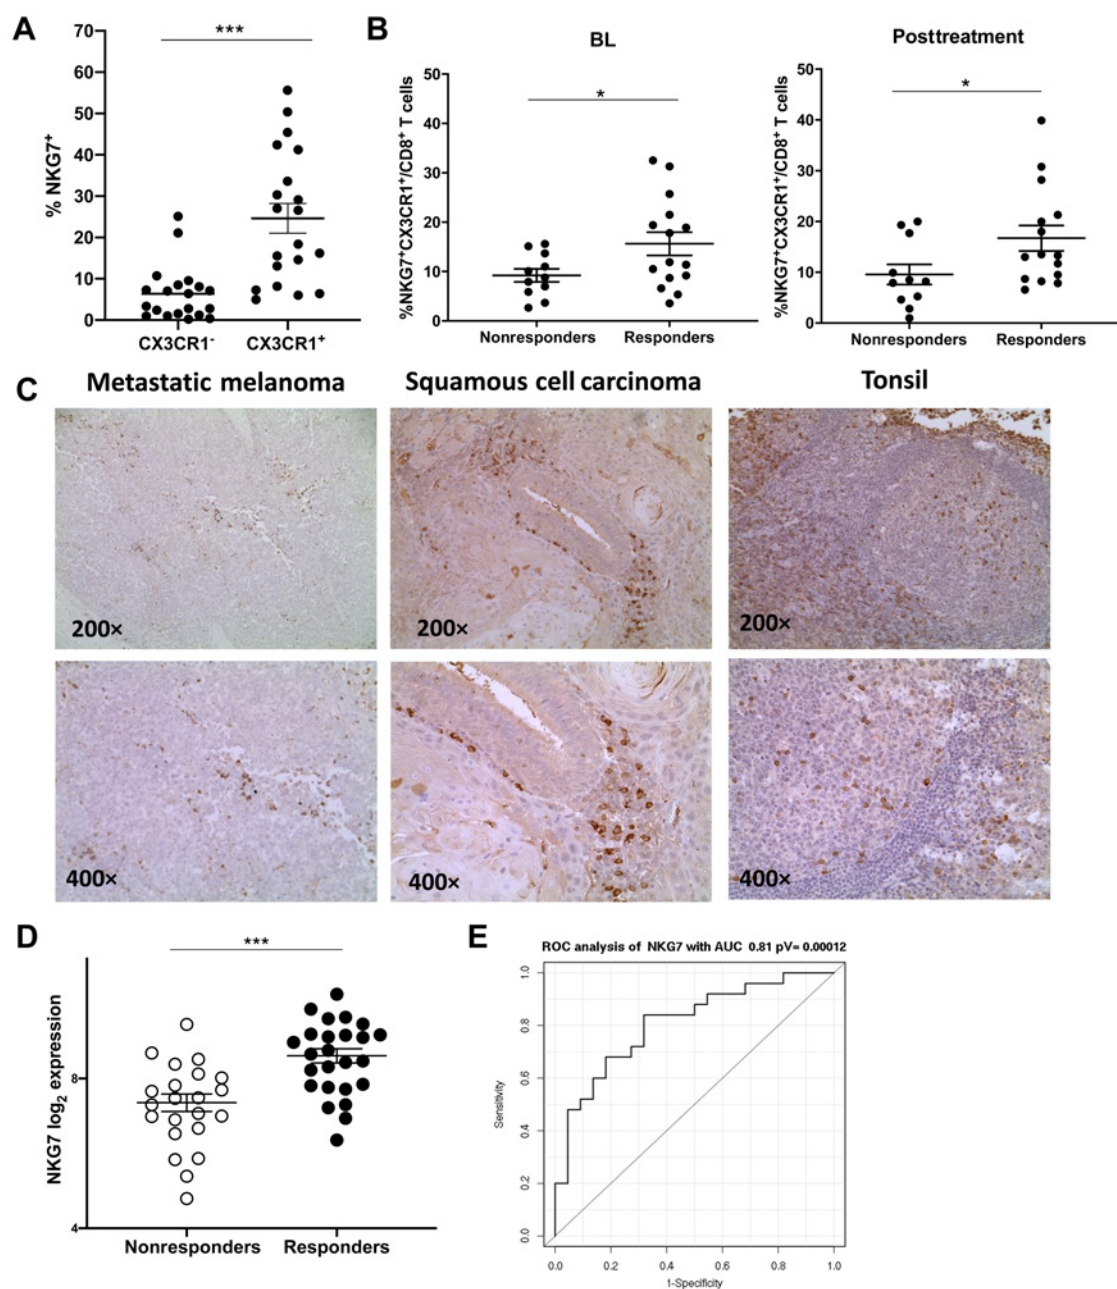 A
% NKG7⁺
70
60
50
40
30
20
10
0
***
CX3CR1⁻ CX3CR1⁺
B
BL
%NKG7⁺CX3CR1⁺/CD8⁺ T cells
50
40
30
20
10
0
*
Nonresponders Responders
Posttreatment
%NKG7⁺CX3CR1⁺/CD8⁺ T cells
50
40
30
20
10
0
*
Nonresponders Responders
C
Metastatic melanoma Squamous cell carcinoma Tonsil
200× 200× 200×
400× 400× 400×
D
NKG7 log₂ expression
***
8
4
Nonresponders Responders
E
ROC analysis of NKG7 with AUC 0.81 pV= 0.00012
Sensitivity
1.0
0.8
0.6
0.4
0.2
0.0
0.0 0.2 0.4 0.6 0.8 1.0
1-Specificity